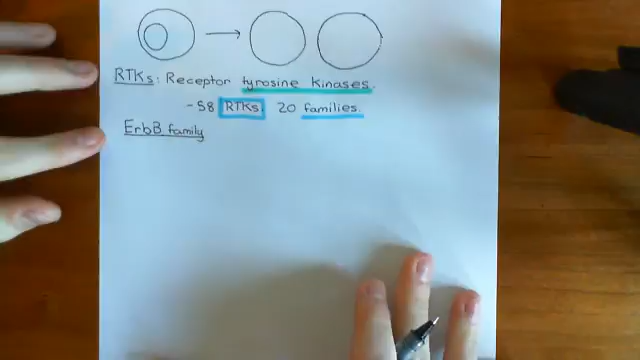 RTKs: Receptor tyrosine kinases.
-58 RTKs. 20 families.
ErbB family